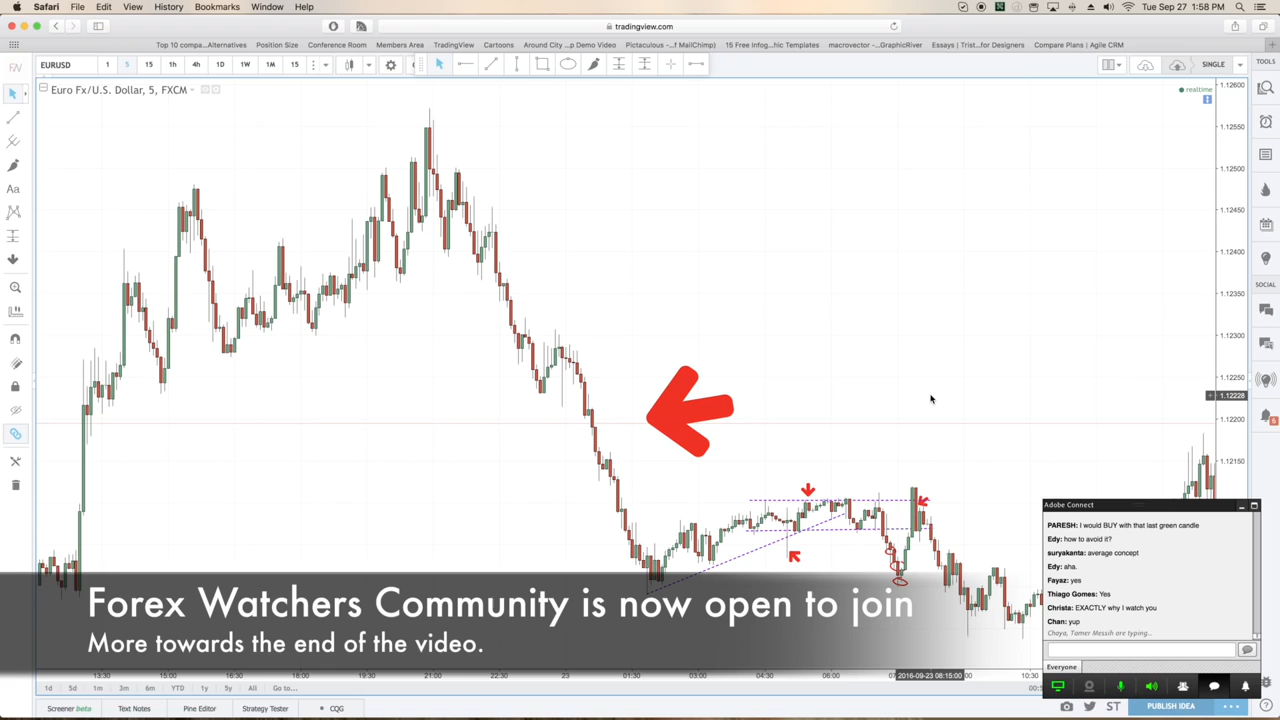 Safari File Edit View History Bookmarks Window Help
Tue Sep 27 1:58 PM
tradingview.com
Top 10 comp...Alternatives Position Size Conference Room Members Area TradingView Cartoons Around City ...p Demo Video Pictaculous - ...f MailChimp) 15 Free Infog...hic Templates macrovector - ...GraphicRiver Essays | Trist...for Designers Compare Plans | Agile CRM
FW EURUSD 1 5 15 1h 4h 1D 1W 1M 15
SINGLE
TOOLS
Euro Fx/U.S. Dollar, 5, FXCM
realtime
1.12600
1.12550
1.12500
1.12450
1.12400
1.12350
1.12300
1.12250
1.12228
1.12200
1.12150
Aa
SOCIAL
6
Adobe Connect
PARESH: I would BUY with that last green candle
Edy: how to avoid it?
suryakanta: average concept
Edy: aha.
Fayaz: yes
Thiago Gomes: Yes
Christa: EXACTLY why I watch you
Chan: yup
Chaya, Tamer Messih are typing...
Everyone
Forex Watchers Community is now open to join
More towards the end of the video.
13:30 15:00 16:30 18:00 19:30 21:00 22:30 23 01:30 03:00 04:30 06:00 2016-09-23 08:15:00 10:30
1d 5d 1m 3m 6m YTD 1y 5y All Go to...
Screener beta Text Notes Pine Editor Strategy Tester CQG
ST PUBLISH IDEA